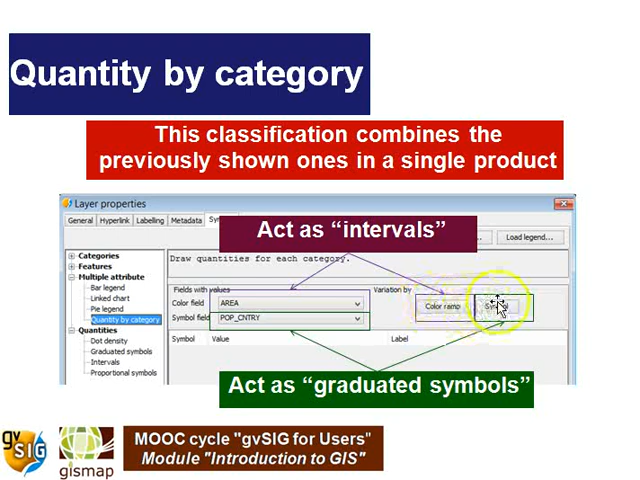 Quantity by category
This classification combines the
previously shown ones in a single product
Layer properties
General Hyperlink Labelling Metadata
Act as “intervals”
Load legend...
Categories
Features
Multiple attribute
Bar legend
Linked chart
Pie legend
Quantity by category
Quantities
Dot density
Graduated symbols
Intervals
Proportional symbols
Draw quantities for each category.
Fields with values
Variation by
Color field
AREA
Color ramp
Symbol field
POP_CNTRY
Symbol
Value
Label
Act as “graduated symbols”
gv
SIG
gismap
MOOC cycle "gvSIG for Users"
Module "Introduction to GIS"